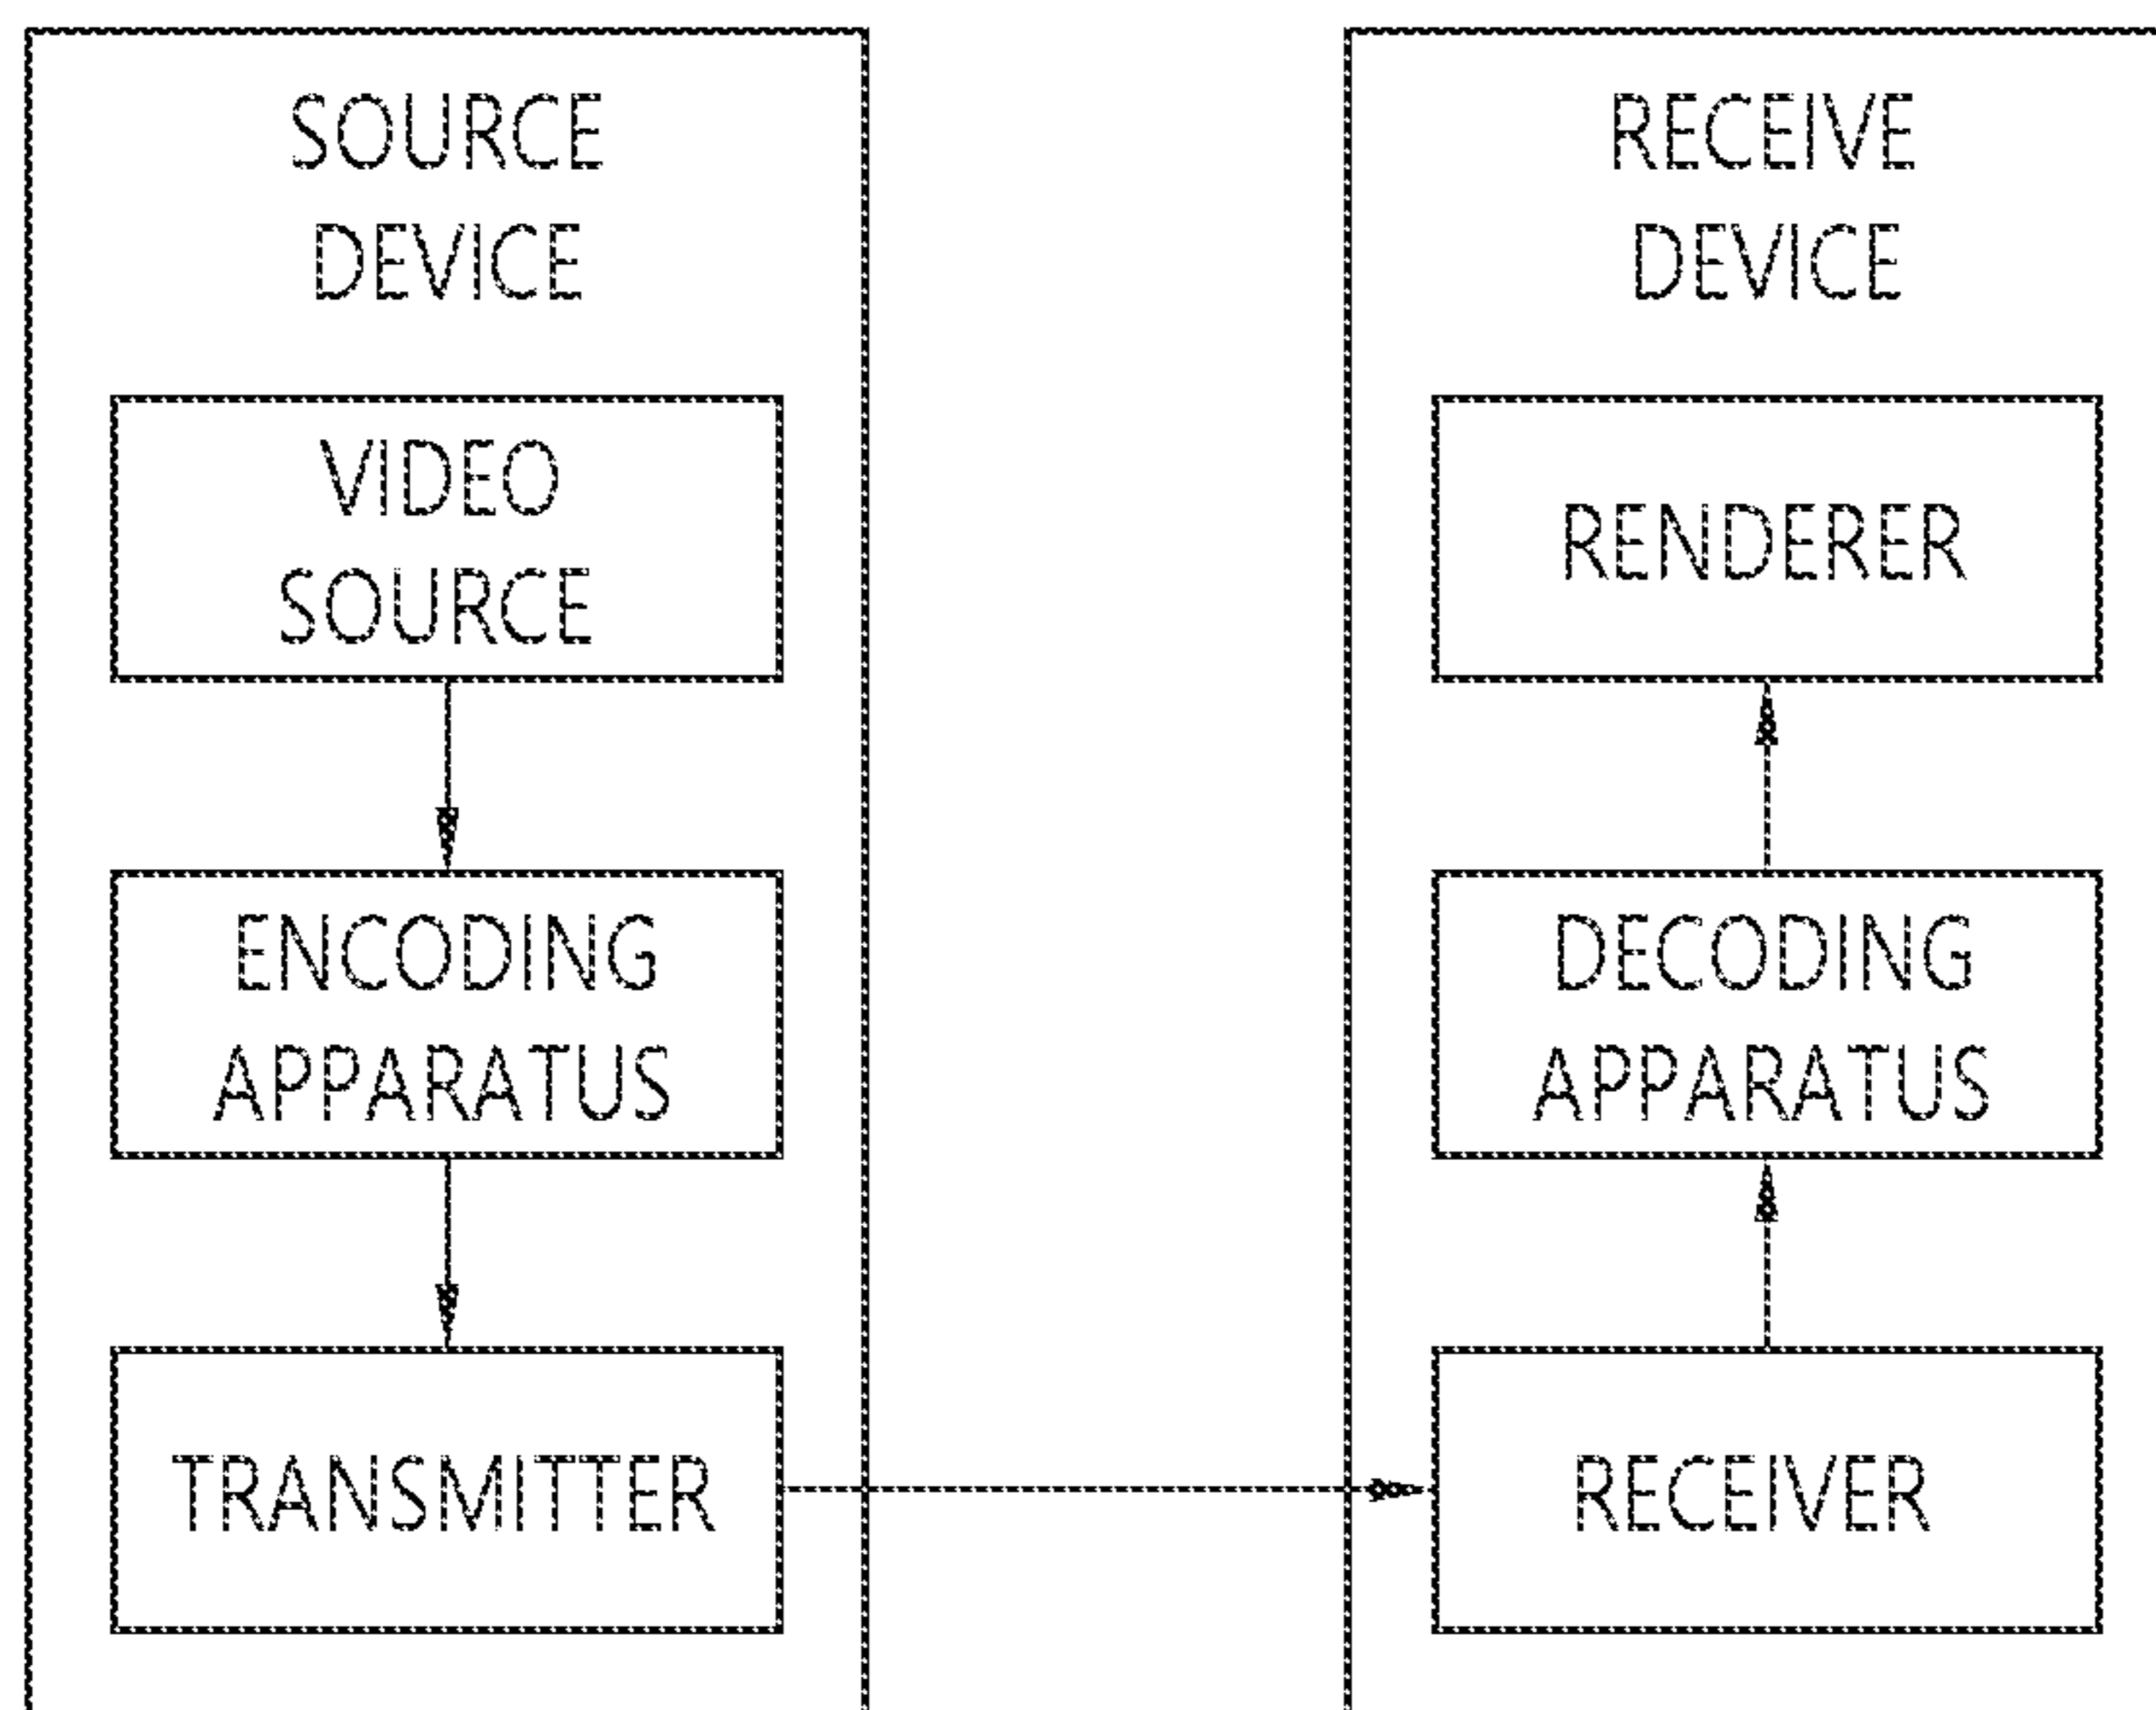 SOURCE
DEVICE
VIDEO
SOURCE
ENCODING
APPARATUS
TRANSMITTER
RECEIVE
DEVICE
RENDERER
DECODING
APPARATUS
RECEIVER